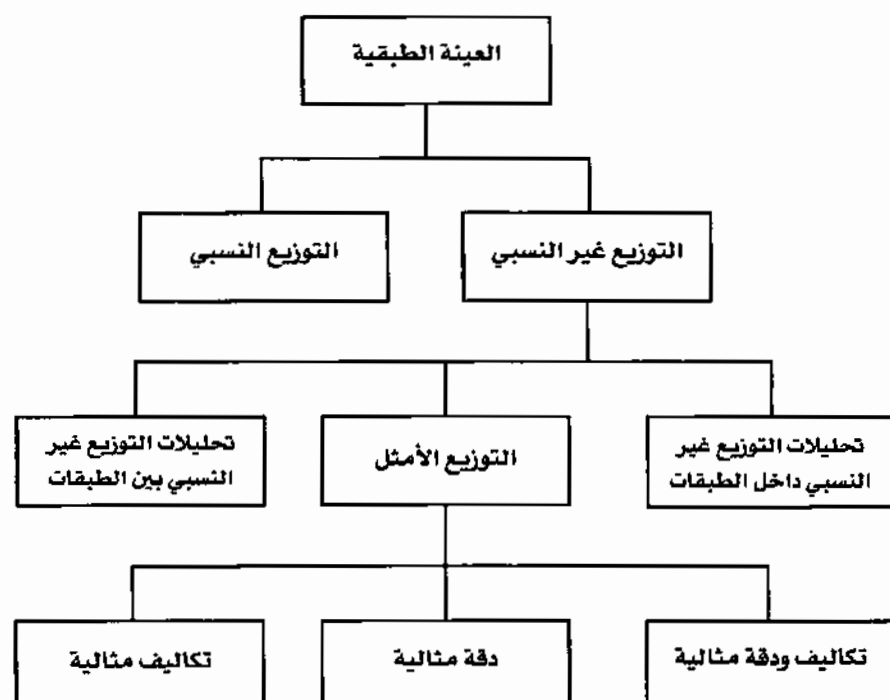 العينة الطبقية
التوزيع غير النسبي
التوزيع النسبي
تحليلات التوزيع غير
النسبي داخل الطبقات
التوزيع الأمثل
تحليلات التوزيع غير
النسبي بين الطبقات
تكاليف ودقة مثالية
دقة مثالية
تكاليف مثالية